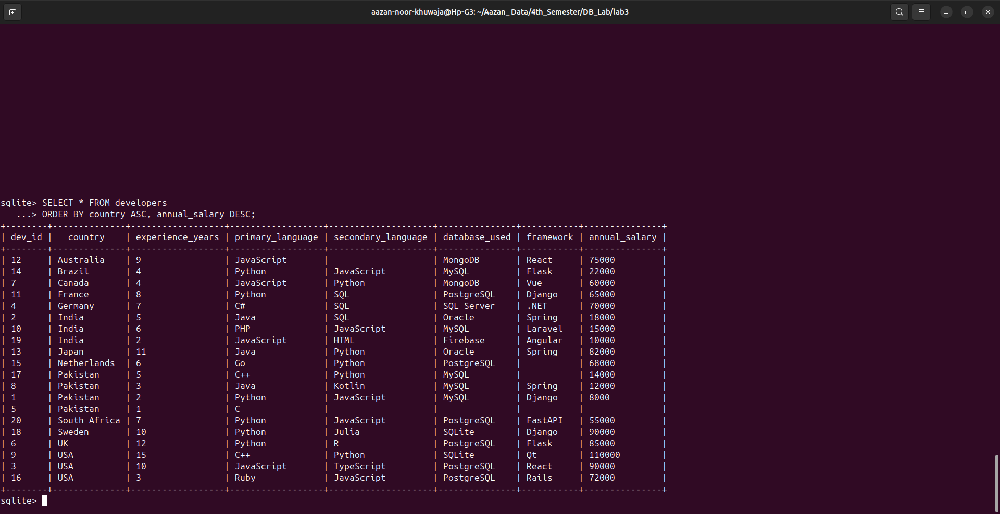 aazan-noor-khuwaja@Hp-G3: ~/Aazan_ Data/4th_Semester/DB_Lab/lab3
sqlite> SELECT * FROM developers
   ...> ORDER BY country ASC, annual_salary DESC;
+--------+--------------+------------------+------------------+--------------------+---------------+-----------+---------------+
| dev_id |   country    | experience_years | primary_language | secondary_language | database_used | framework | annual_salary |
+--------+--------------+------------------+------------------+--------------------+---------------+-----------+---------------+
| 12     | Australia    | 9                | JavaScript       |                    | MongoDB       | React     | 75000         |
| 14     | Brazil       | 4                | Python           | JavaScript         | MySQL         | Flask     | 22000         |
| 7      | Canada       | 4                | JavaScript       | Python             | MongoDB       | Vue       | 60000         |
| 11     | France       | 8                | Python           | SQL                | PostgreSQL    | Django    | 65000         |
| 4      | Germany      | 7                | C#               | SQL                | SQL Server    | .NET      | 70000         |
| 2      | India        | 5                | Java             | SQL                | Oracle        | Spring    | 18000         |
| 10     | India        | 6                | PHP              | JavaScript         | MySQL         | Laravel   | 15000         |
| 19     | India        | 2                | JavaScript       | HTML               | Firebase      | Angular   | 10000         |
| 13     | Japan        | 11               | Java             | Python             | Oracle        | Spring    | 82000         |
| 15     | Netherlands  | 6                | Go               | Python             | PostgreSQL    |           | 68000         |
| 17     | Pakistan     | 5                | C++              | Python             | MySQL         |           | 14000         |
| 8      | Pakistan     | 3                | Java             | Kotlin             | MySQL         | Spring    | 12000         |
| 1      | Pakistan     | 2                | Python           | JavaScript         | MySQL         | Django    | 8000          |
| 5      | Pakistan     | 1                | C                |                    |               |           |               |
| 20     | South Africa | 7                | Python           | JavaScript         | PostgreSQL    | FastAPI   | 55000         |
| 18     | Sweden       | 10               | Python           | Julia              | SQLite        | Django    | 90000         |
| 6      | UK           | 12               | Python           | R                  | PostgreSQL    | Flask     | 85000         |
| 9      | USA          | 15               | C++              | Python             | SQLite        | Qt        | 110000        |
| 3      | USA          | 10               | JavaScript       | TypeScript         | PostgreSQL    | React     | 90000         |
| 16     | USA          | 3                | Ruby             | JavaScript         | PostgreSQL    | Rails     | 72000         |
+--------+--------------+------------------+------------------+--------------------+---------------+-----------+---------------+
sqlite>